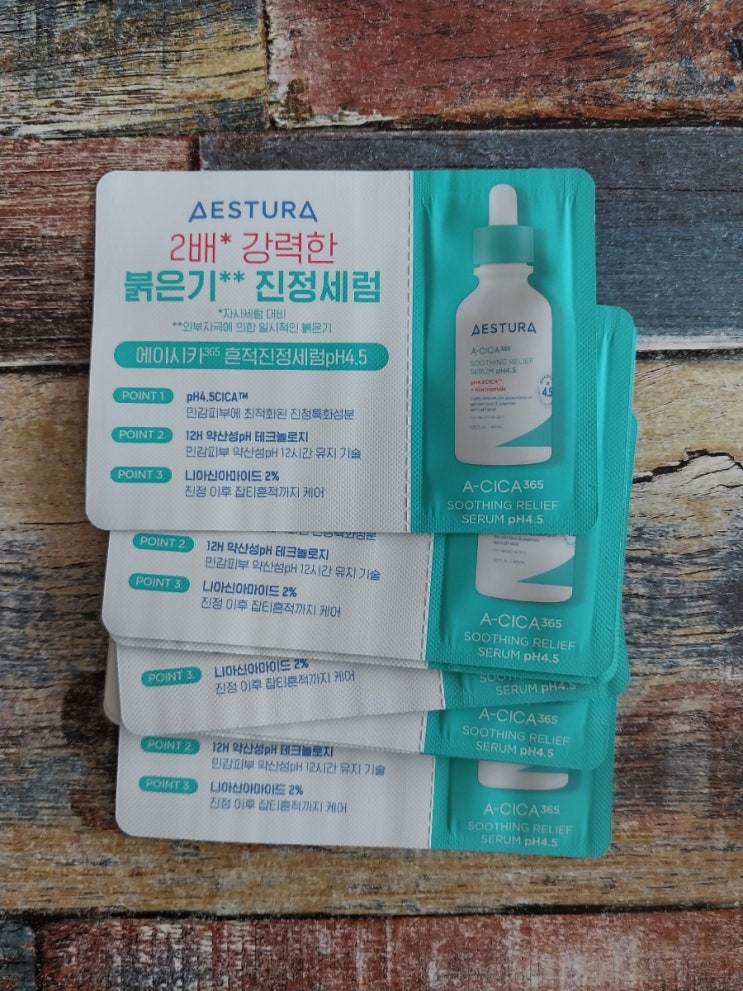 AESTURA
2배* 강력한
붉은기** 진정세럼
*자사세럼 대비
**외부자극에 의한 일시적인 붉은기
에이시카365 흔적진정세럼pH4.5
POINT 1. pH4.5CICA™
민감피부에 최적화된 진정특화성분
POINT 2. 12H 약산성pH 테크놀로지
민감피부 약산성pH 12시간 유지 기술
POINT 3. 니아신아마이드 2%
진정 이후 잡티흔적까지 케어
AESTURA
A-CICA365
SOOTHING RELIEF
SERUM pH4.5
pH4.5CICA™
+ Niacinamide
4.5
A-CICA365
SOOTHING RELIEF
SERUM pH4.5
POINT 2. 12H 약산성pH 테크놀로지
민감피부 약산성pH 12시간 유지 기술
POINT 3. 니아신아마이드 2%
진정 이후 잡티흔적까지 케어
A-CICA365
SOOTHING RELIEF
SERUM pH4.5
POINT 3. 니아신아마이드 2%
진정 이후 잡티흔적까지 케어
SOOTHING RELIEF
SERUM pH4.5
A-CICA365
SOOTHING RELIEF
SERUM pH4.5
POINT 2. 12H 약산성pH 테크놀로지
민감피부 약산성pH 12시간 유지 기술
POINT 3. 니아신아마이드 2%
진정 이후 잡티흔적까지 케어
A-CICA365
SOOTHING RELIEF
SERUM pH4.5